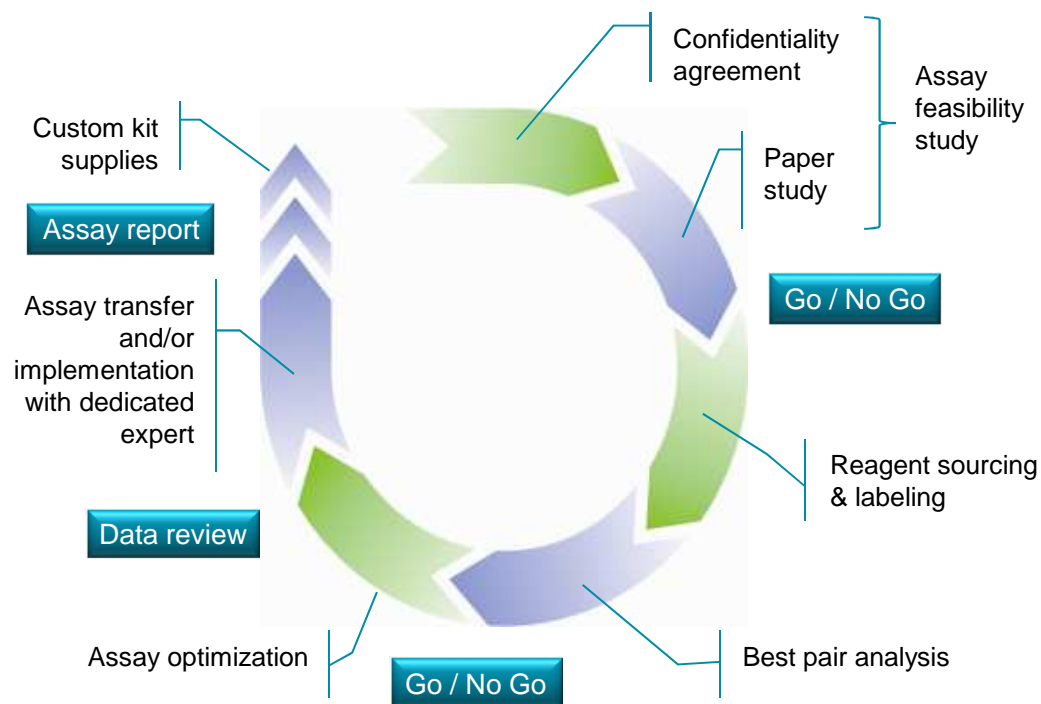 Confidentiality
agreement
Assay
feasibility
study
Paper
study
Go / No Go
Reagent sourcing
& labeling
Best pair analysis
Go / No Go
Assay optimization
Data review
Assay transfer
and/or
implementation
with dedicated
expert
Assay report
Custom kit
supplies